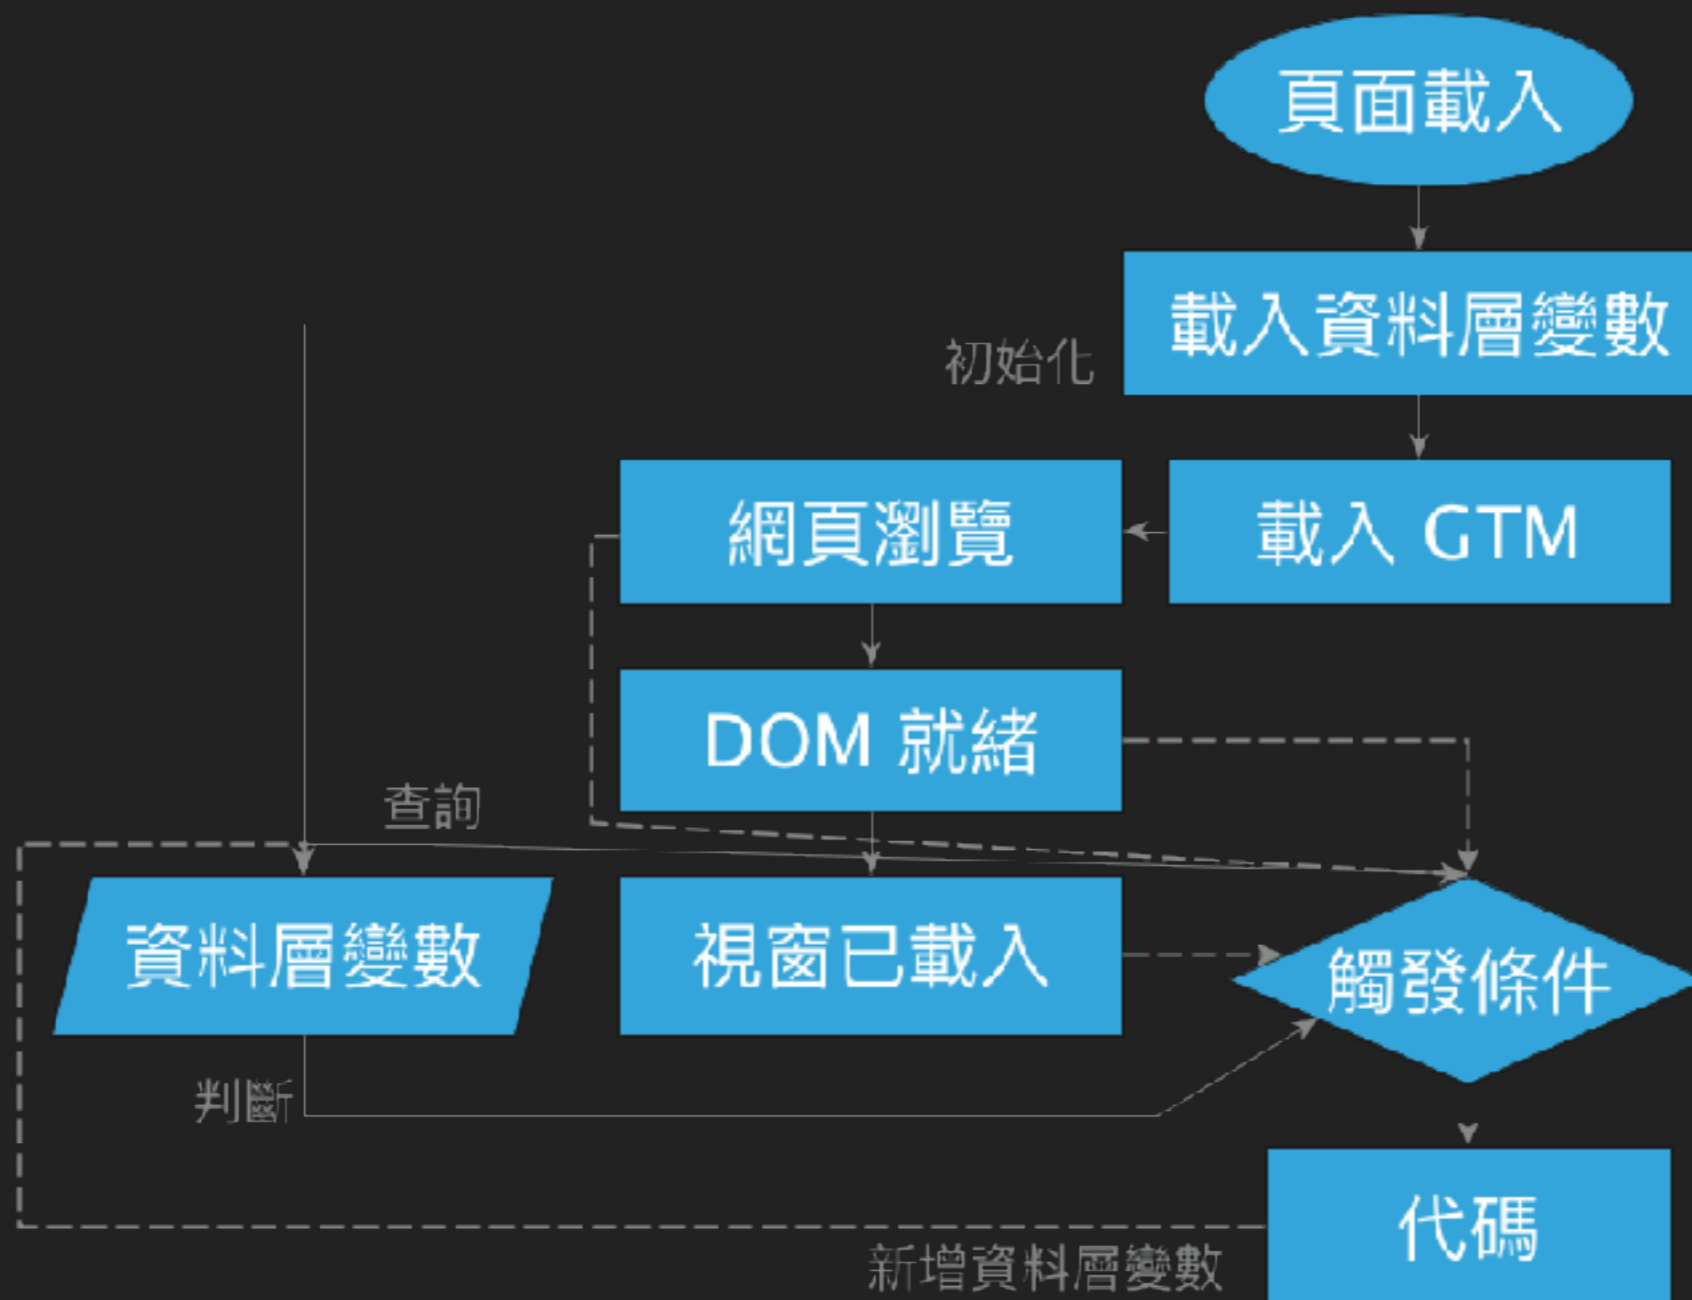 頁面載入
載入資料層變數
初始化
網頁瀏覽
載入 GTM
DOM 就緒
查詢
資料層變數
視窗已載入
觸發條件
判斷
代碼
新增資料層變數